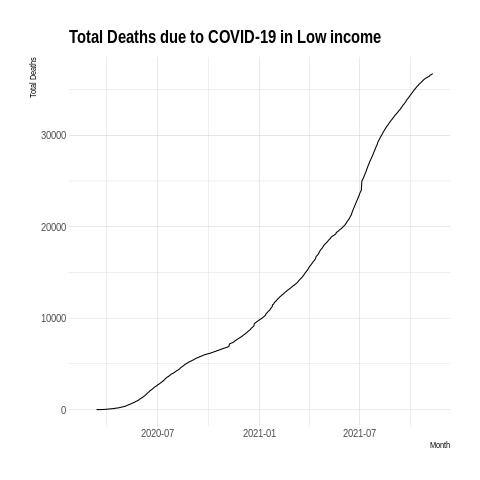 Total Deaths due to COVID-19 in Low income
Total Deaths
30000
20000
10000
0
2020-07 2021-01 2021-07
Month